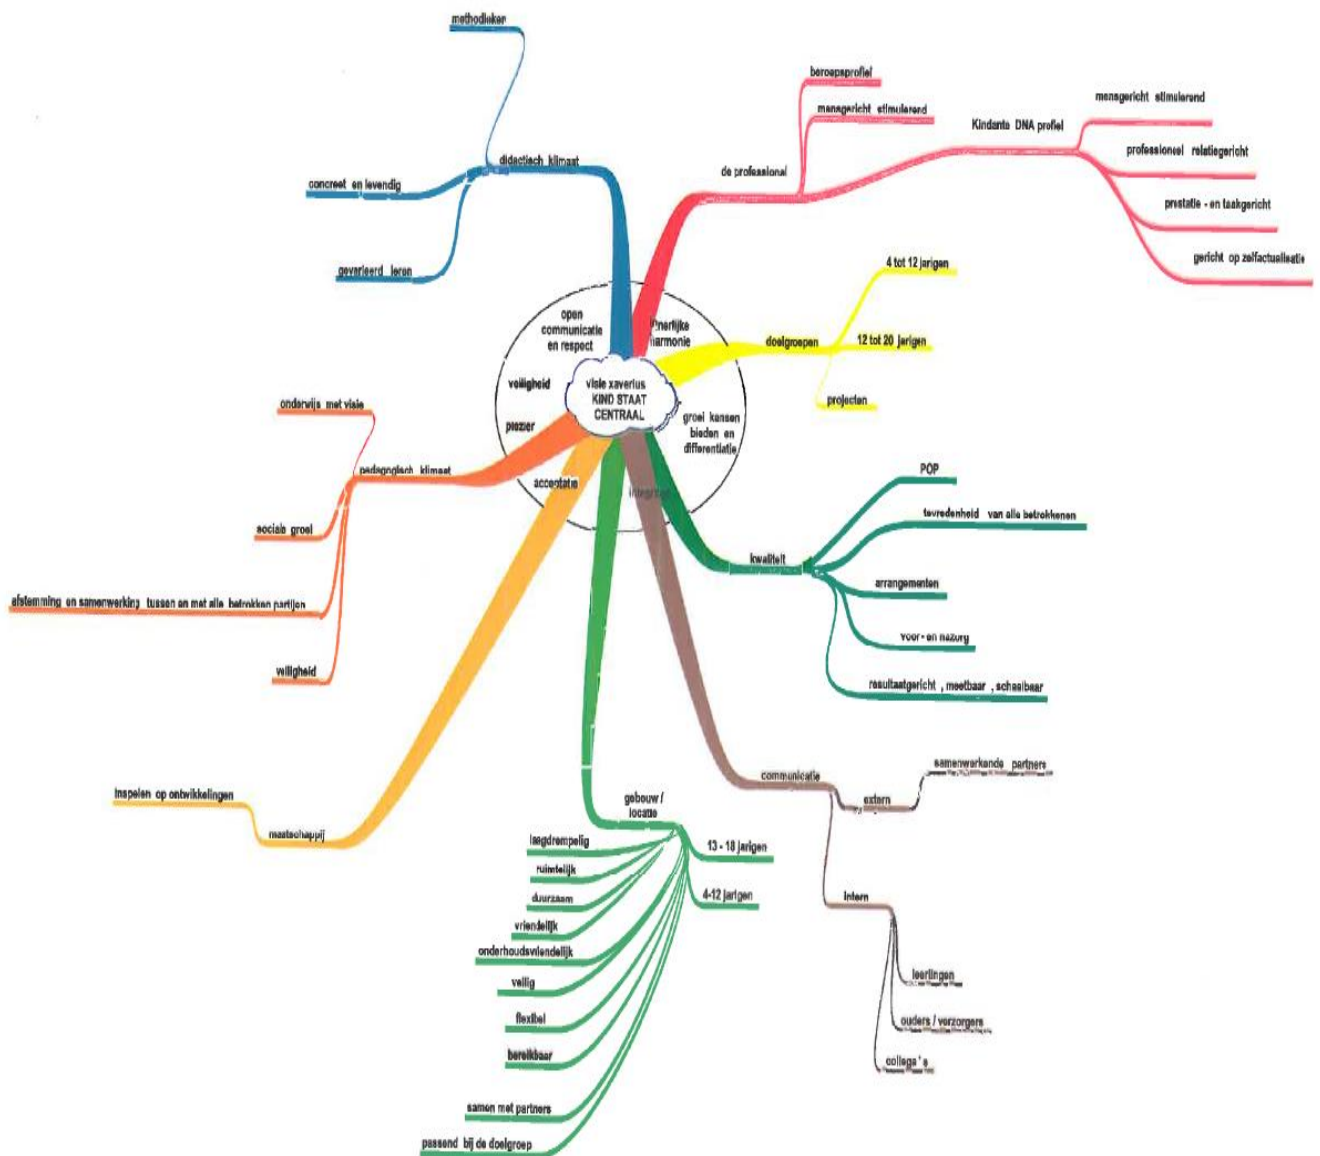 methodieken
didactisch klimaat
concreet en levendig
gevarieerd leren
beroepsprofiel
mensgericht stimulerend
de professional
Kindante DNA profiel
mensgericht stimulerend
professioneel relatiegericht
prestatie - en taakgericht
gericht op zelfactualisatie
4 tot 12 jarigen
doelgroepen
12 tot 20 jarigen
projecten
open
communicatie
en respect
innerlijke
harmonie
veiligheid
visie xaverius
KIND STAAT
CENTRAAL
plezier
groei kansen
bieden en
differentiatie
acceptatie
onderwijs met visie
pedagogisch klimaat
sociale groei
afstemming en samenwerking tussen en met alle betrokken partijen
veiligheid
POP
tevredenheid van alle betrokkenen
kwaliteit
arrangementen
voor- en nazorg
resultaatgericht , meetbaar , schaalbaar
inspelen op ontwikkelingen
maatschappij
communicatie
extern
samenwerkende partners
intern
leerlingen
ouders / verzorgers
collega's
gebouw /
locatie
13 - 18 jarigen
4-12 jarigen
laagdrempelig
ruimtelijk
duurzaam
vriendelijk
onderhoudsvriendelijk
veilig
flexibel
bereikbaar
samen met partners
passend bij de doelgroep